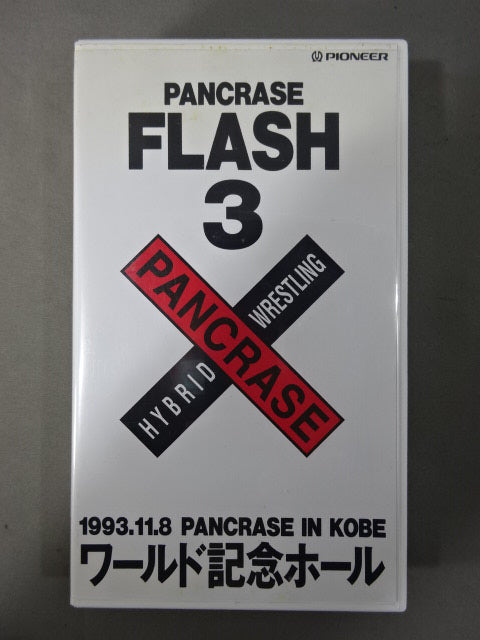 PIONEER
PANCRASE
FLASH
3
PANCRASE
HYBRID WRESTLING
1993.11.8 PANCRASE IN KOBE
ワールド記念ホール